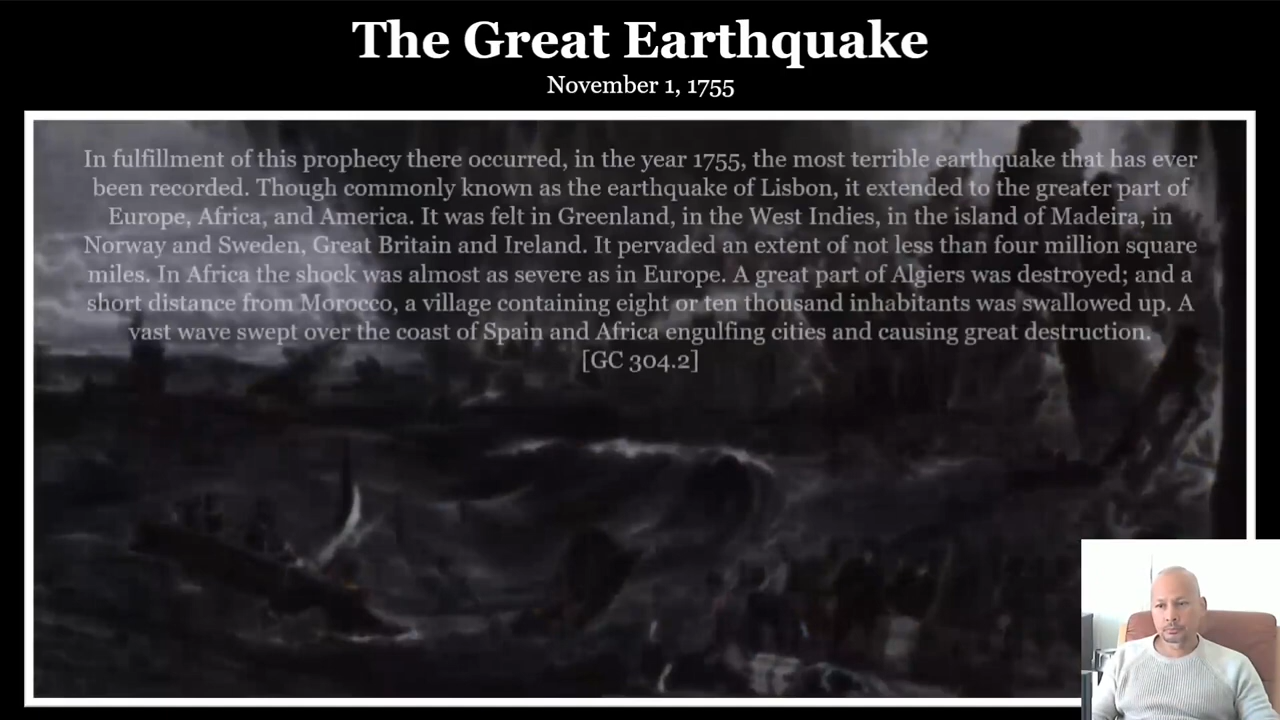 The Great Earthquake
November 1, 1755
In fulfillment of this prophecy there occurred, in the year 1755, the most terrible earthquake that has ever
been recorded. Though commonly known as the earthquake of Lisbon, it extended to the greater part of
Europe, Africa, and America. It was felt in Greenland, in the West Indies, in the island of Madeira, in
Norway and Sweden, Great Britain and Ireland. It pervaded an extent of not less than four million square
miles. In Africa the shock was almost as severe as in Europe. A great part of Algiers was destroyed; and a
short distance from Morocco, a village containing eight or ten thousand inhabitants was swallowed up. A
vast wave swept over the coast of Spain and Africa engulfing cities and causing great destruction.
[GC 304.2]